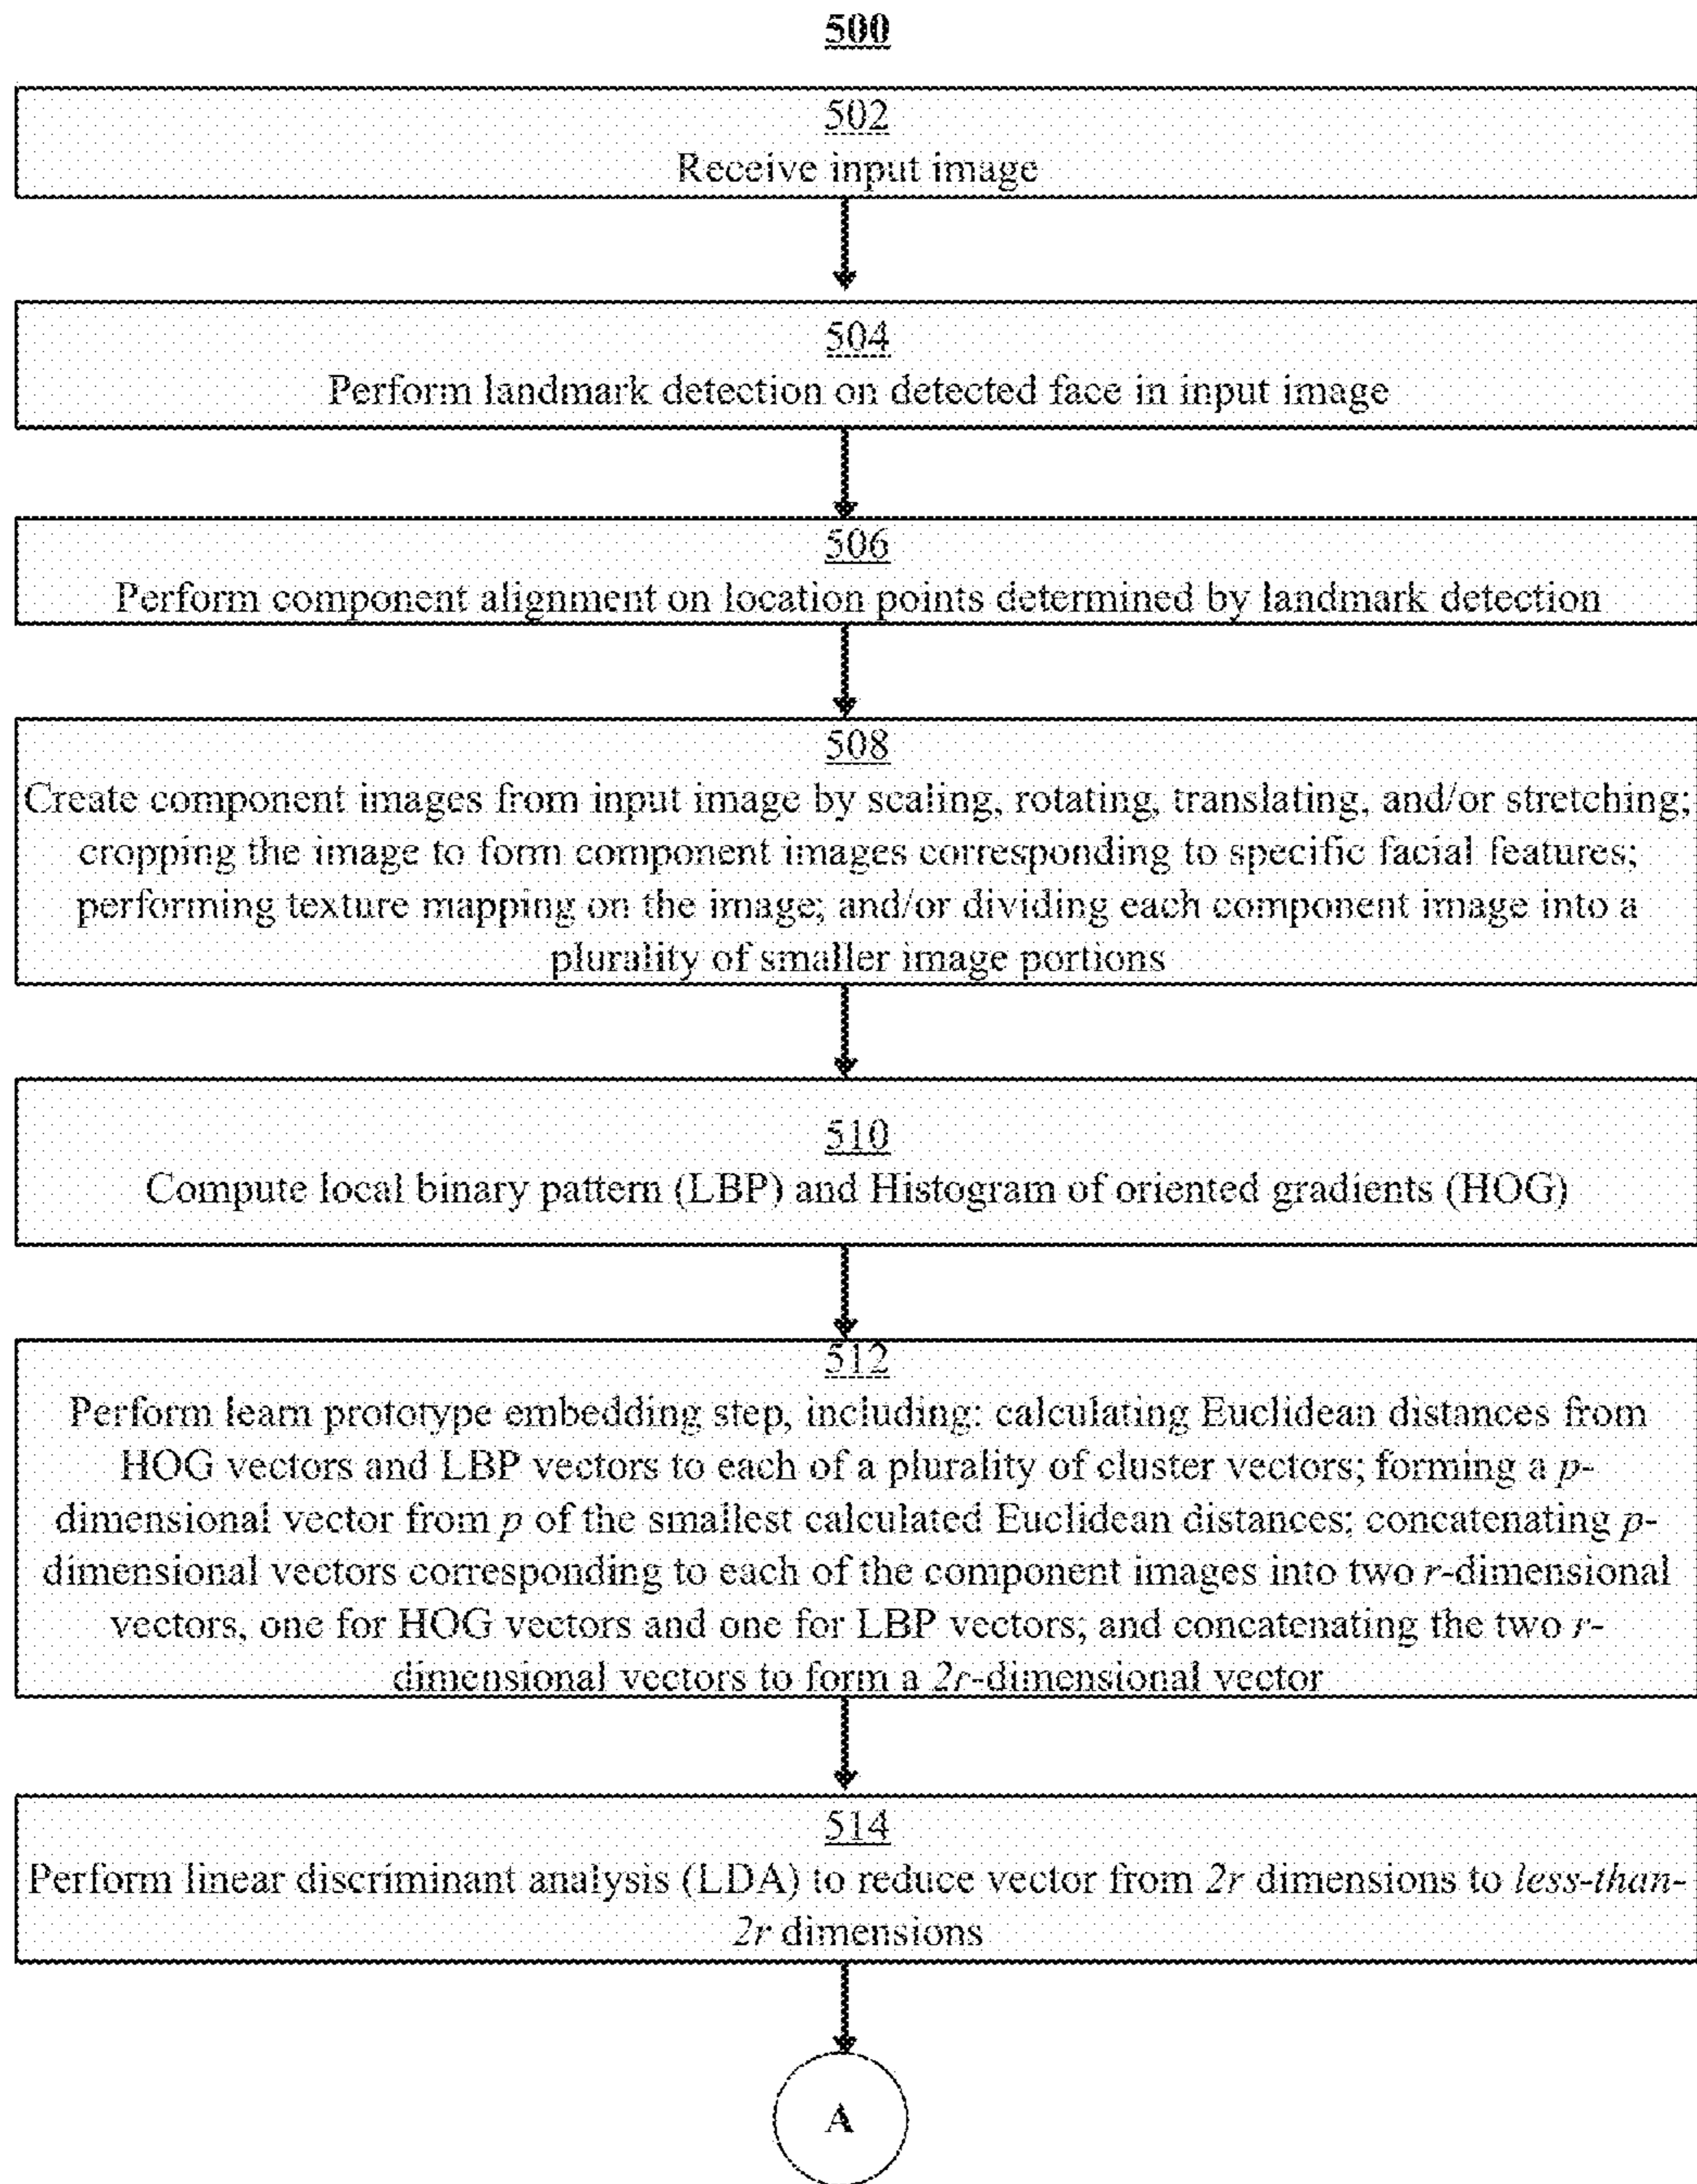 500
502
Receive input image
504
Perform landmark detection on detected face in input image
506
Perform component alignment on location points determined by landmark detection
508
Create component images from input image by scaling, rotating, translating, and/or stretching;
cropping the image to form component images corresponding to specific facial features;
performing texture mapping on the image; and/or dividing each component image into a
plurality of smaller image portions
510
Compute local binary pattern (LBP) and Histogram of oriented gradients (HOG)
512
Perform learn prototype embedding step, including: calculating Euclidean distances from
HOG vectors and LBP vectors to each of a plurality of cluster vectors; forming a p-
dimensional vector from p of the smallest calculated Euclidean distances; concatenating p-
dimensional vectors corresponding to each of the component images into two r-dimensional
vectors, one for HOG vectors and one for LBP vectors; and concatenating the two r-
dimensional vectors to form a 2r-dimensional vector
514
Perform linear discriminant analysis (LDA) to reduce vector from 2r dimensions to less-than-
2r dimensions
A